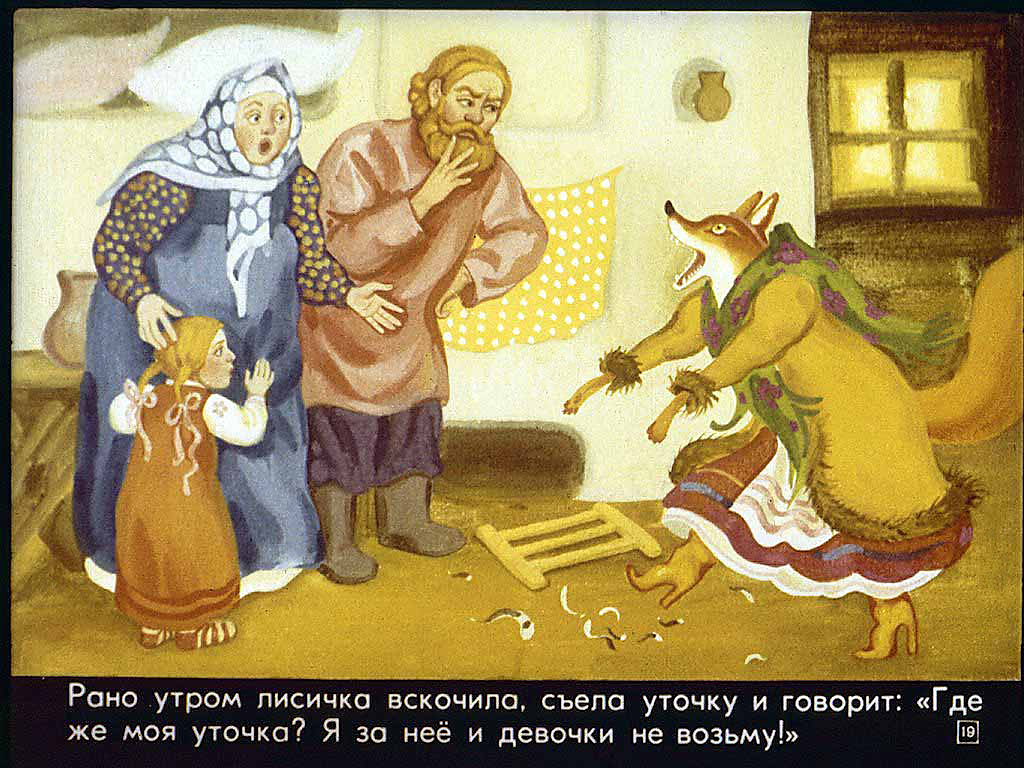 Рано утром лисичка вскочила, съела уточку и говорит: «Где
же моя уточка? Я за неё и девочки не возьму!»
19